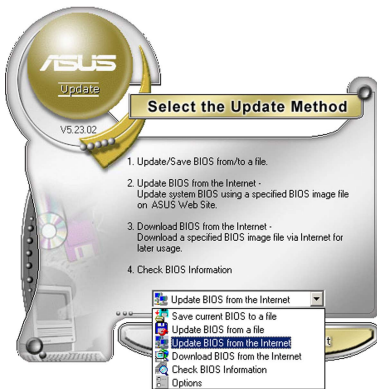 ASUS
Update
V5.23.02
Select the Update Method
1. Update/Save BIOS from/to a file.
2. Update BIOS from the Internet -
Update system BIOS using a specified BIOS image file
on ASUS Web Site.
3. Download BIOS from the Internet -
Download a specified BIOS image file via Internet for
later usage.
4. Check BIOS Information
Update BIOS from the Internet
Save current BIOS to a file
Update BIOS from a file
Update BIOS from the Internet
Download BIOS from the Internet
Check BIOS Information
Options
t